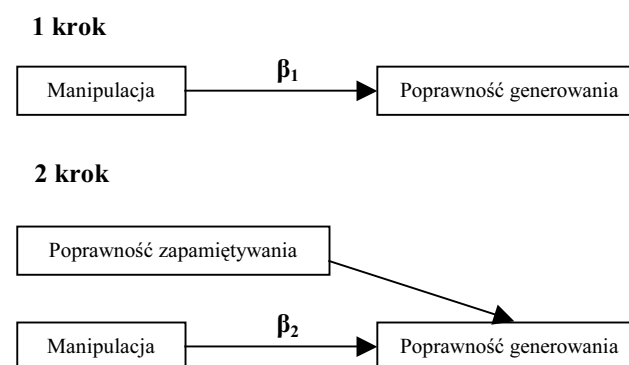 1 krok
β₁
Manipulacja
Poprawność generowania
2 krok
Poprawność zapamiętywania
β₂
Manipulacja
Poprawność generowania